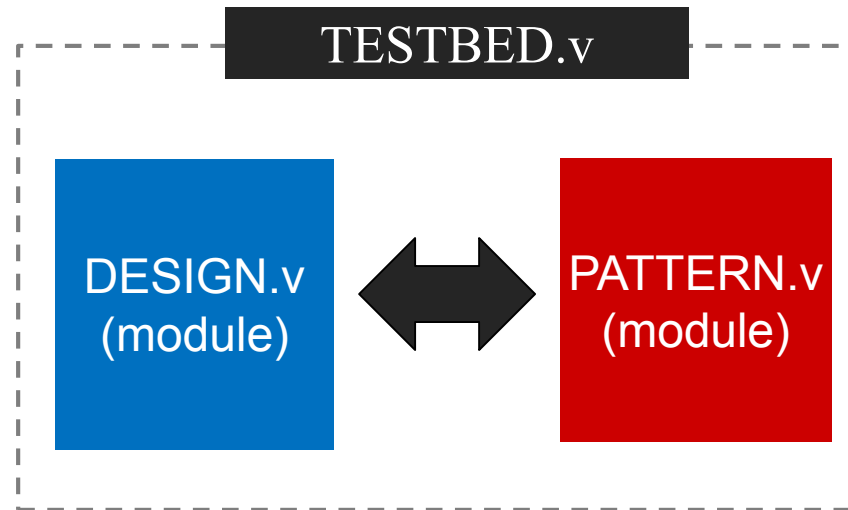 TESTBED.v
DESIGN.v
(module)
PATTERN.v
(module)